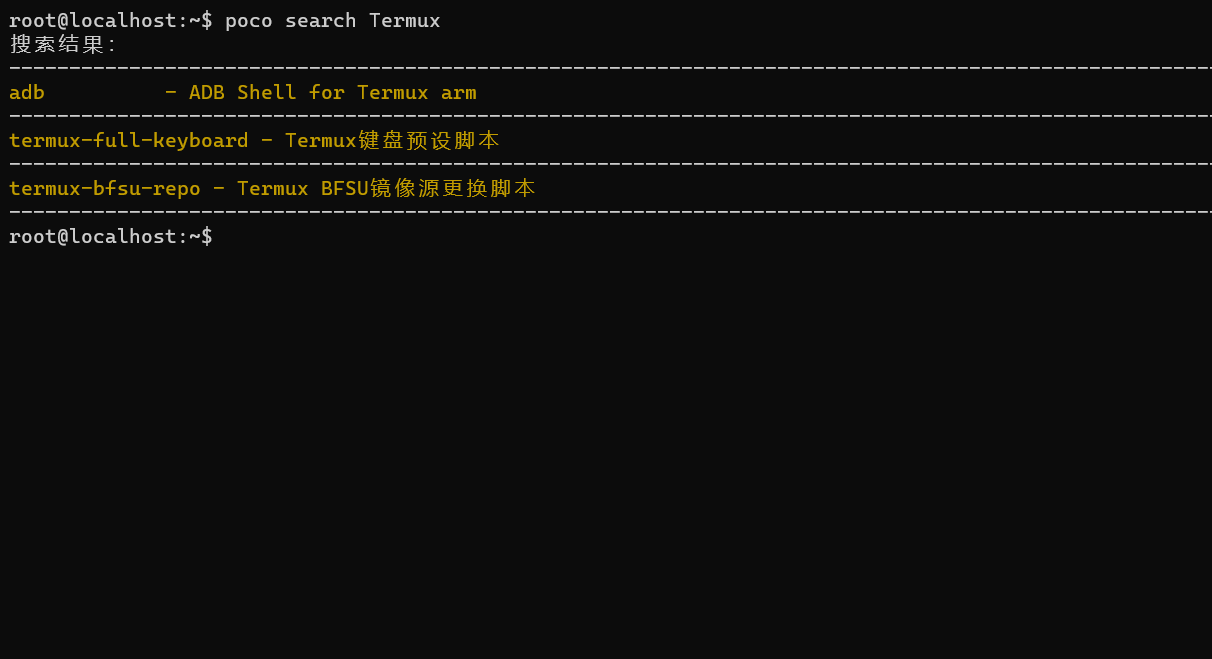 root@localhost:~$ poco search Termux
搜索结果:
----------------------------------------------------------------------------------------------------
adb          - ADB Shell for Termux arm
----------------------------------------------------------------------------------------------------
termux-full-keyboard - Termux键盘预设脚本
----------------------------------------------------------------------------------------------------
termux-bfsu-repo - Termux BFSU镜像源更换脚本
----------------------------------------------------------------------------------------------------
root@localhost:~$